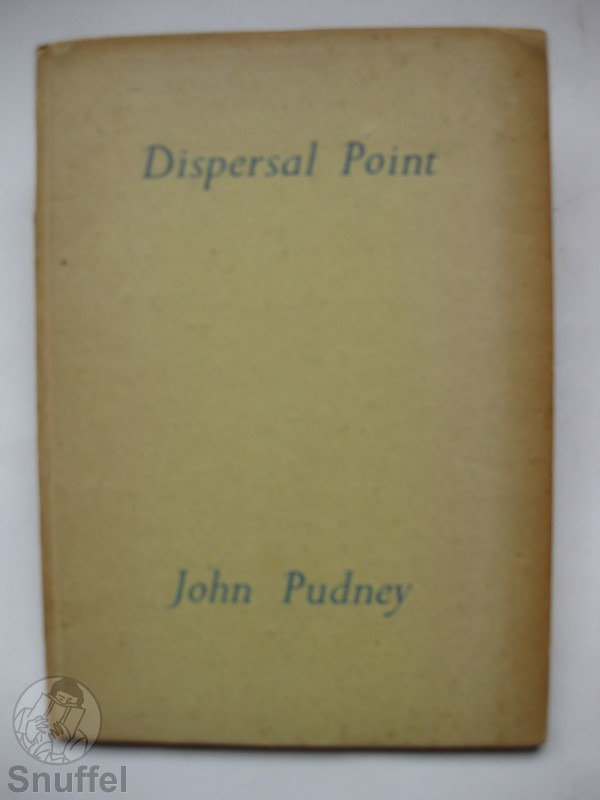 Dispersal Point
John Pudney
Snuffel